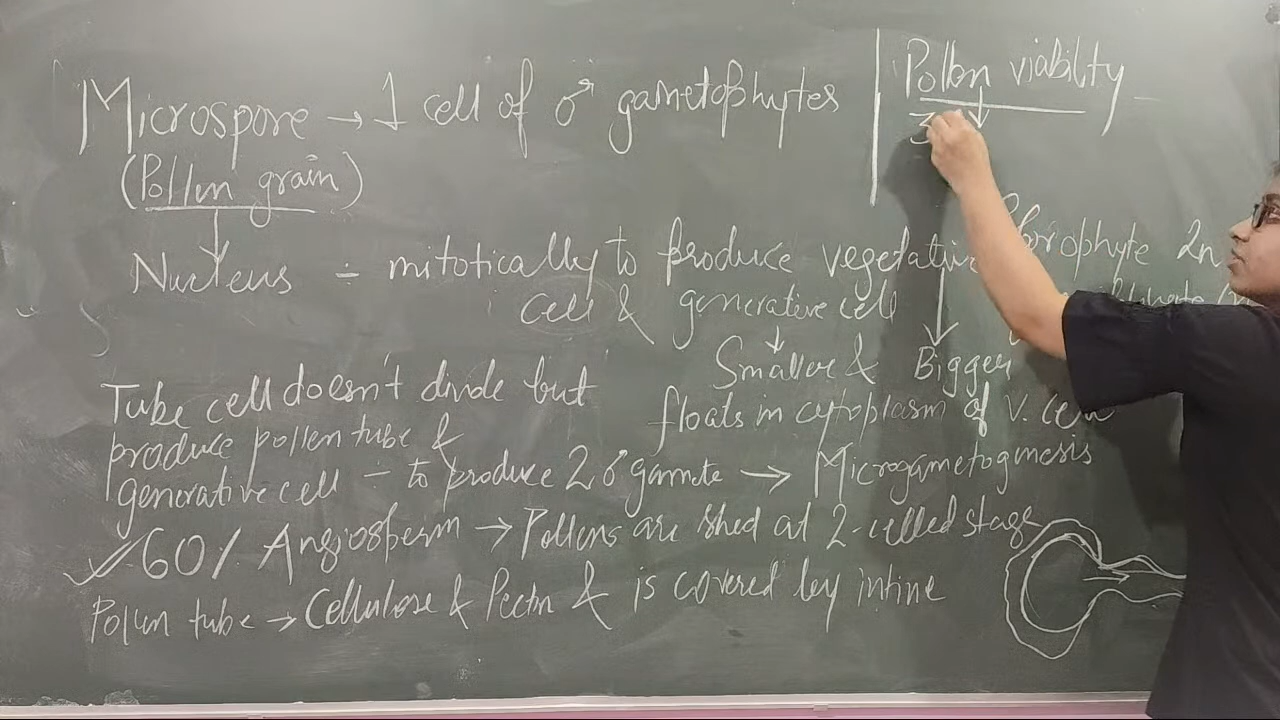 Microspore → 1 cell of ♂ gametophytes
(Pollen grain)
↓
Nucleus ÷ mitotically to produce vegetative
cell & generative cell
↓ ↓
Smaller & Bigger
floats in cytoplasm of V. cell
Tube cell doesn't divide but
produce pollen tube &
generative cell ÷ to produce 2 ♂ gamete → Microgametogenesis
✓ 60% Angiosperm → Pollens are shed at 2-celled stage
Pollen tube → Cellulose & Pectin & is covered by intine
Pollen viability
↓
3
2n